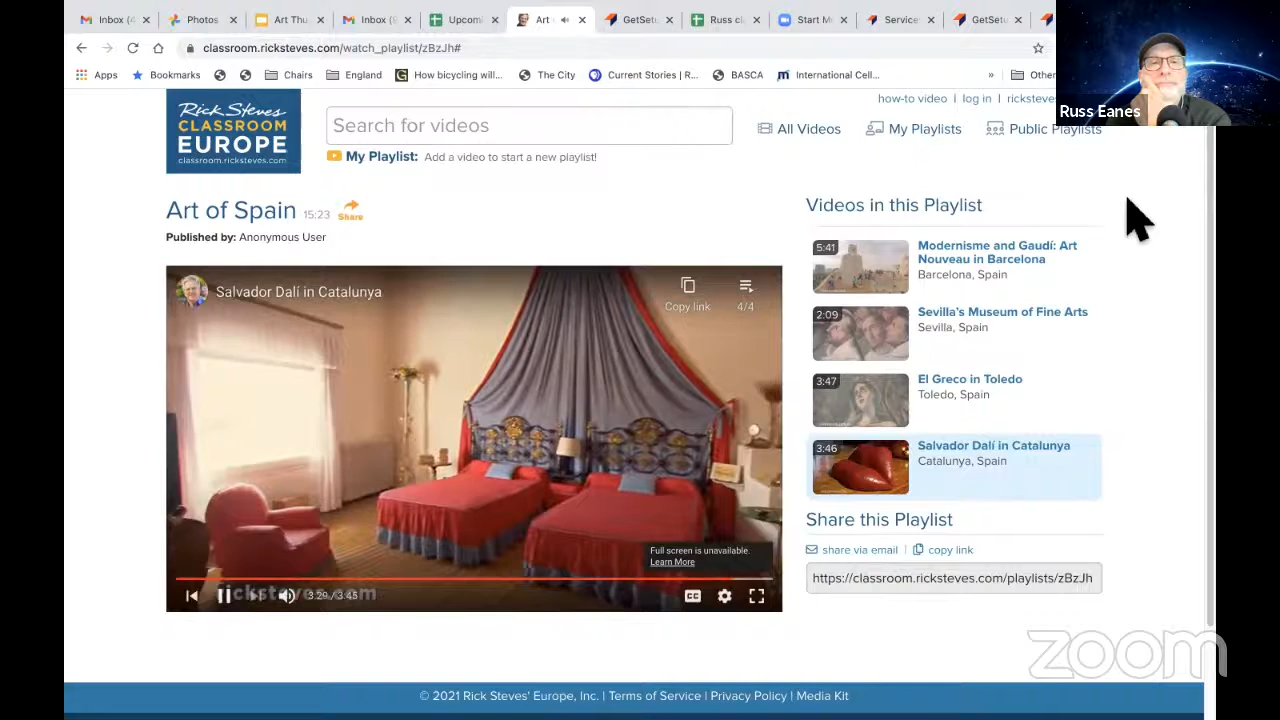 Inbox (4
Photos
Art Thu
Inbox (
Upcomi
Art
GetSetU
Russ cl
Start M
Service
GetSetU
classroom.ricksteves.com/watch_playlist/zBzJh#
Apps
Bookmarks
Chairs
England
How bicycling will...
The City
Current Stories | R...
BASCA
International Cell...
»
Other
Russ Eanes
Rick Steves
CLASSROOM
EUROPE
classroom.ricksteves.com
Search for videos
My Playlist: Add a video to start a new playlist!
how-to video | log in | ricksteves
All Videos
My Playlists
Public Playlists
Art of Spain 15:23 Share
Published by: Anonymous User
Salvador Dalí in Catalunya
Copy link
4/4
Full screen is unavailable.
Learn More
3:29 / 3:45
CC
Videos in this Playlist
5:41
Modernisme and Gaudí: Art
Nouveau in Barcelona
Barcelona, Spain
2:09
Sevilla's Museum of Fine Arts
Sevilla, Spain
3:47
El Greco in Toledo
Toledo, Spain
3:46
Salvador Dalí in Catalunya
Catalunya, Spain
Share this Playlist
share via email | copy link
https://classroom.ricksteves.com/playlists/zBzJh
zoom
© 2021 Rick Steves' Europe, Inc. | Terms of Service | Privacy Policy | Media Kit